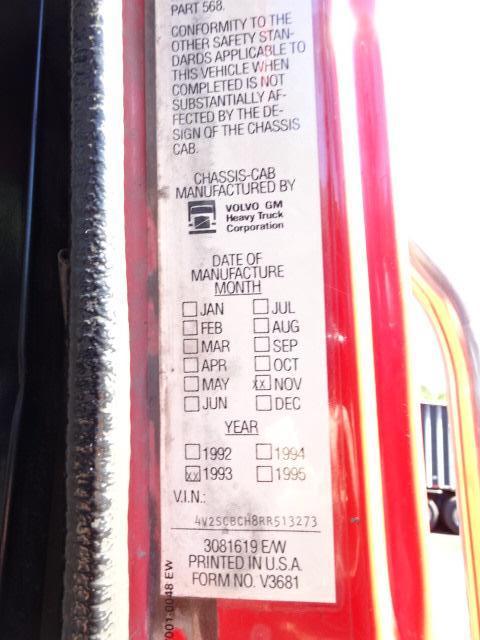 PART 568.
CONFORMITY TO THE
OTHER SAFETY STAN-
DARDS APPLICABLE TO
THIS VEHICLE WHEN
COMPLETED IS NOT
SUBSTANTIALLY AF-
FECTED BY THE DE-
SIGN OF THE CHASSIS
CAB.
CHASSIS-CAB
MANUFACTURED BY
VOLVO GM
Heavy Truck
Corporation
DATE OF
MANUFACTURE
MONTH
JAN JUL
FEB AUG
MAR SEP
APR OCT
MAY XX NOV
JUN DEC
YEAR
1992 1994
XX 1993 1995
V.I.N.:
4V2SCBCH8RR513273
3081619 E/W
PRINTED IN U.S.A.
FORM NO. V3681